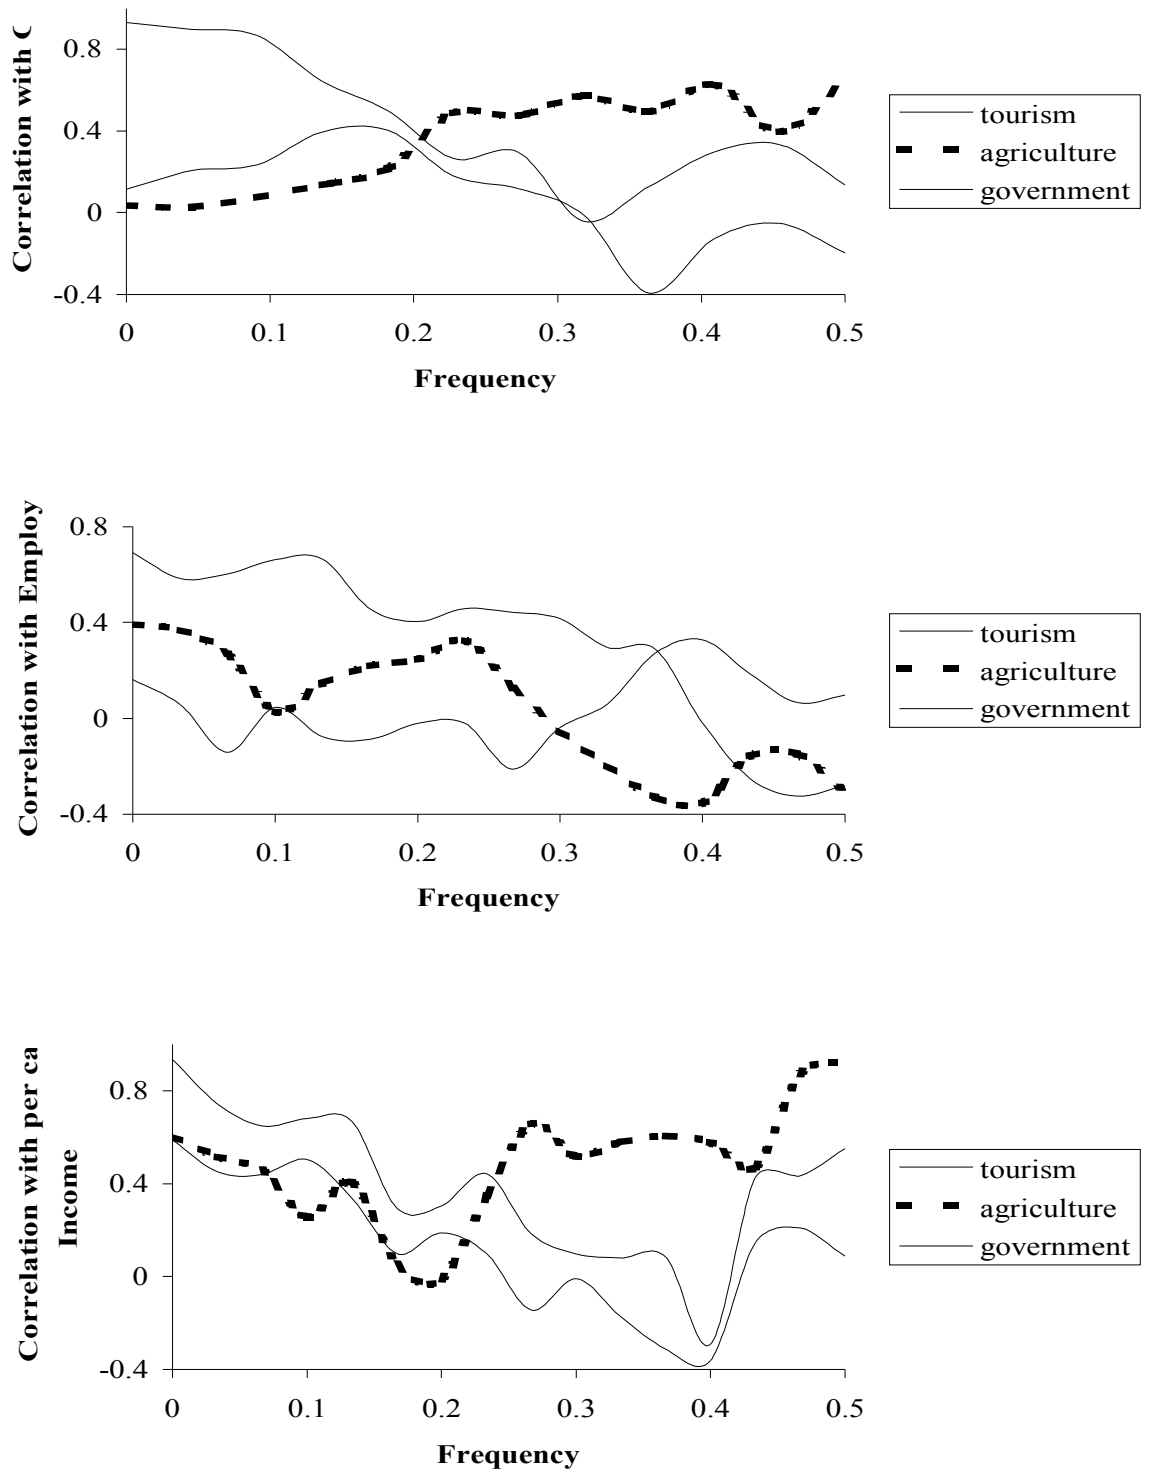 Correlation with C
0.8
0.4
0
-0.4
0 0.1 0.2 0.3 0.4 0.5
Frequency
tourism
agriculture
government
Correlation with Employ
0.8
0.4
0
-0.4
0 0.1 0.2 0.3 0.4 0.5
Frequency
tourism
agriculture
government
Correlation with per ca
Income
0.8
0.4
0
-0.4
0 0.1 0.2 0.3 0.4 0.5
Frequency
tourism
agriculture
government